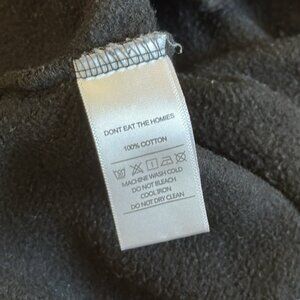 DONT EAT THE HOMIES
100% COTTON
MACHINE WASH COLD
DO NOT BLEACH
COOL IRON
DO NOT DRY CLEAN